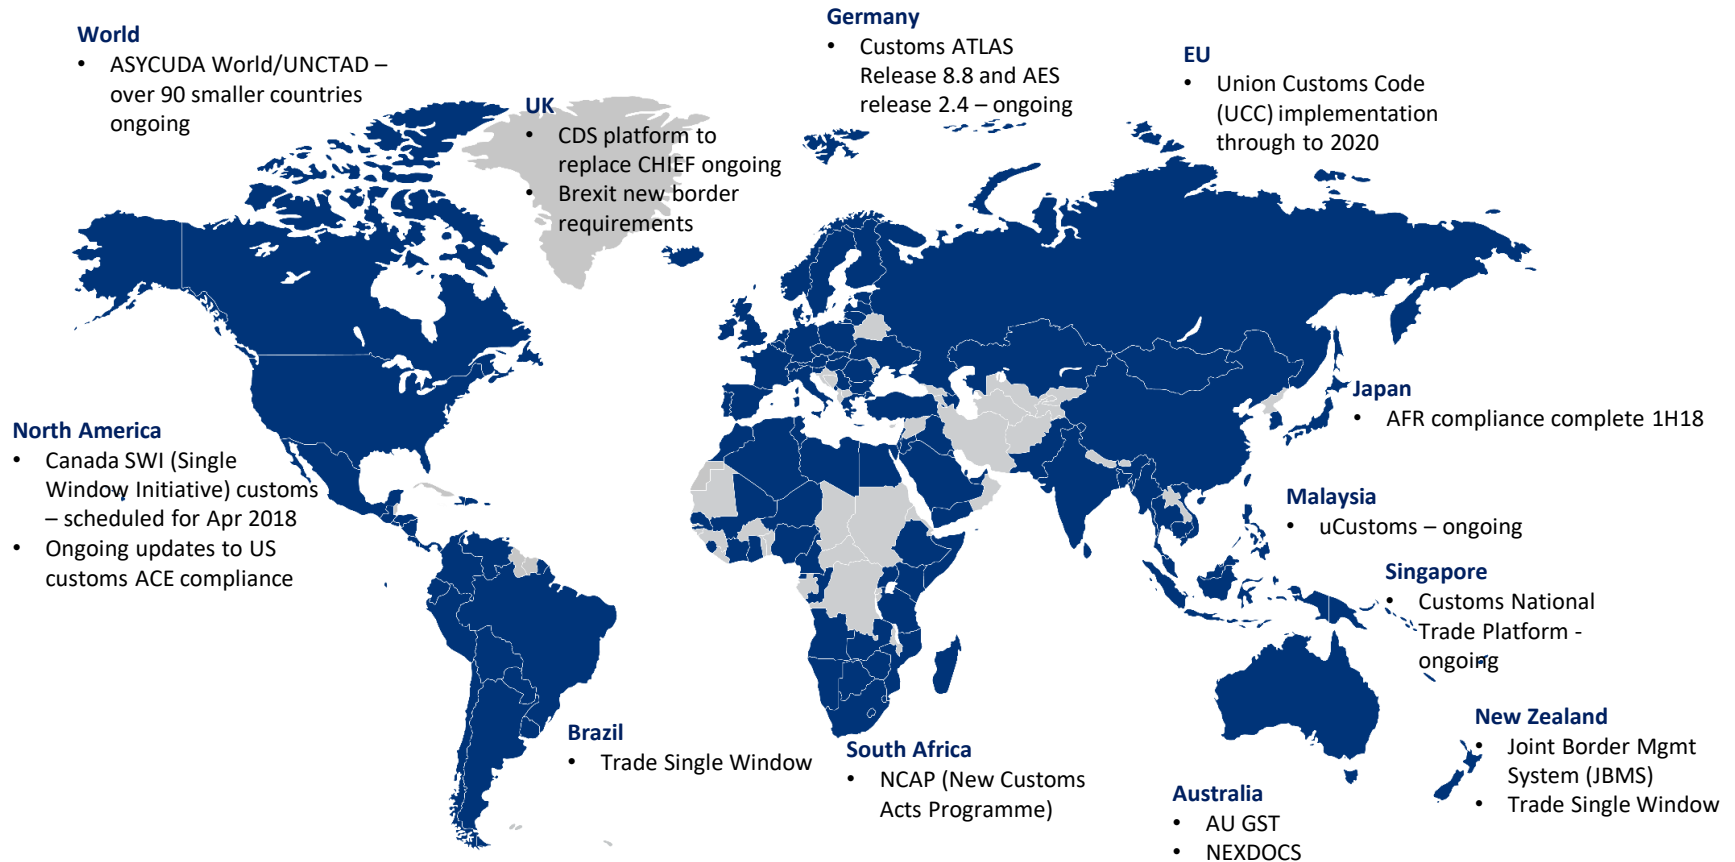 World
• ASYCUDA World/UNCTAD –
over 90 smaller countries
ongoing
UK
• CDS platform to
replace CHIEF ongoing
• Brexit new border
requirements
Germany
• Customs ATLAS
Release 8.8 and AES
release 2.4 – ongoing
EU
• Union Customs Code
(UCC) implementation
through to 2020
North America
• Canada SWI (Single
Window Initiative) customs
– scheduled for Apr 2018
• Ongoing updates to US
customs ACE compliance
Japan
• AFR compliance complete 1H18
Malaysia
• uCustoms – ongoing
Singapore
• Customs National
Trade Platform -
ongoing
Brazil
• Trade Single Window
South Africa
• NCAP (New Customs
Acts Programme)
Australia
• AU GST
• NEXDOCS
New Zealand
• Joint Border Mgmt
System (JBMS)
• Trade Single Window